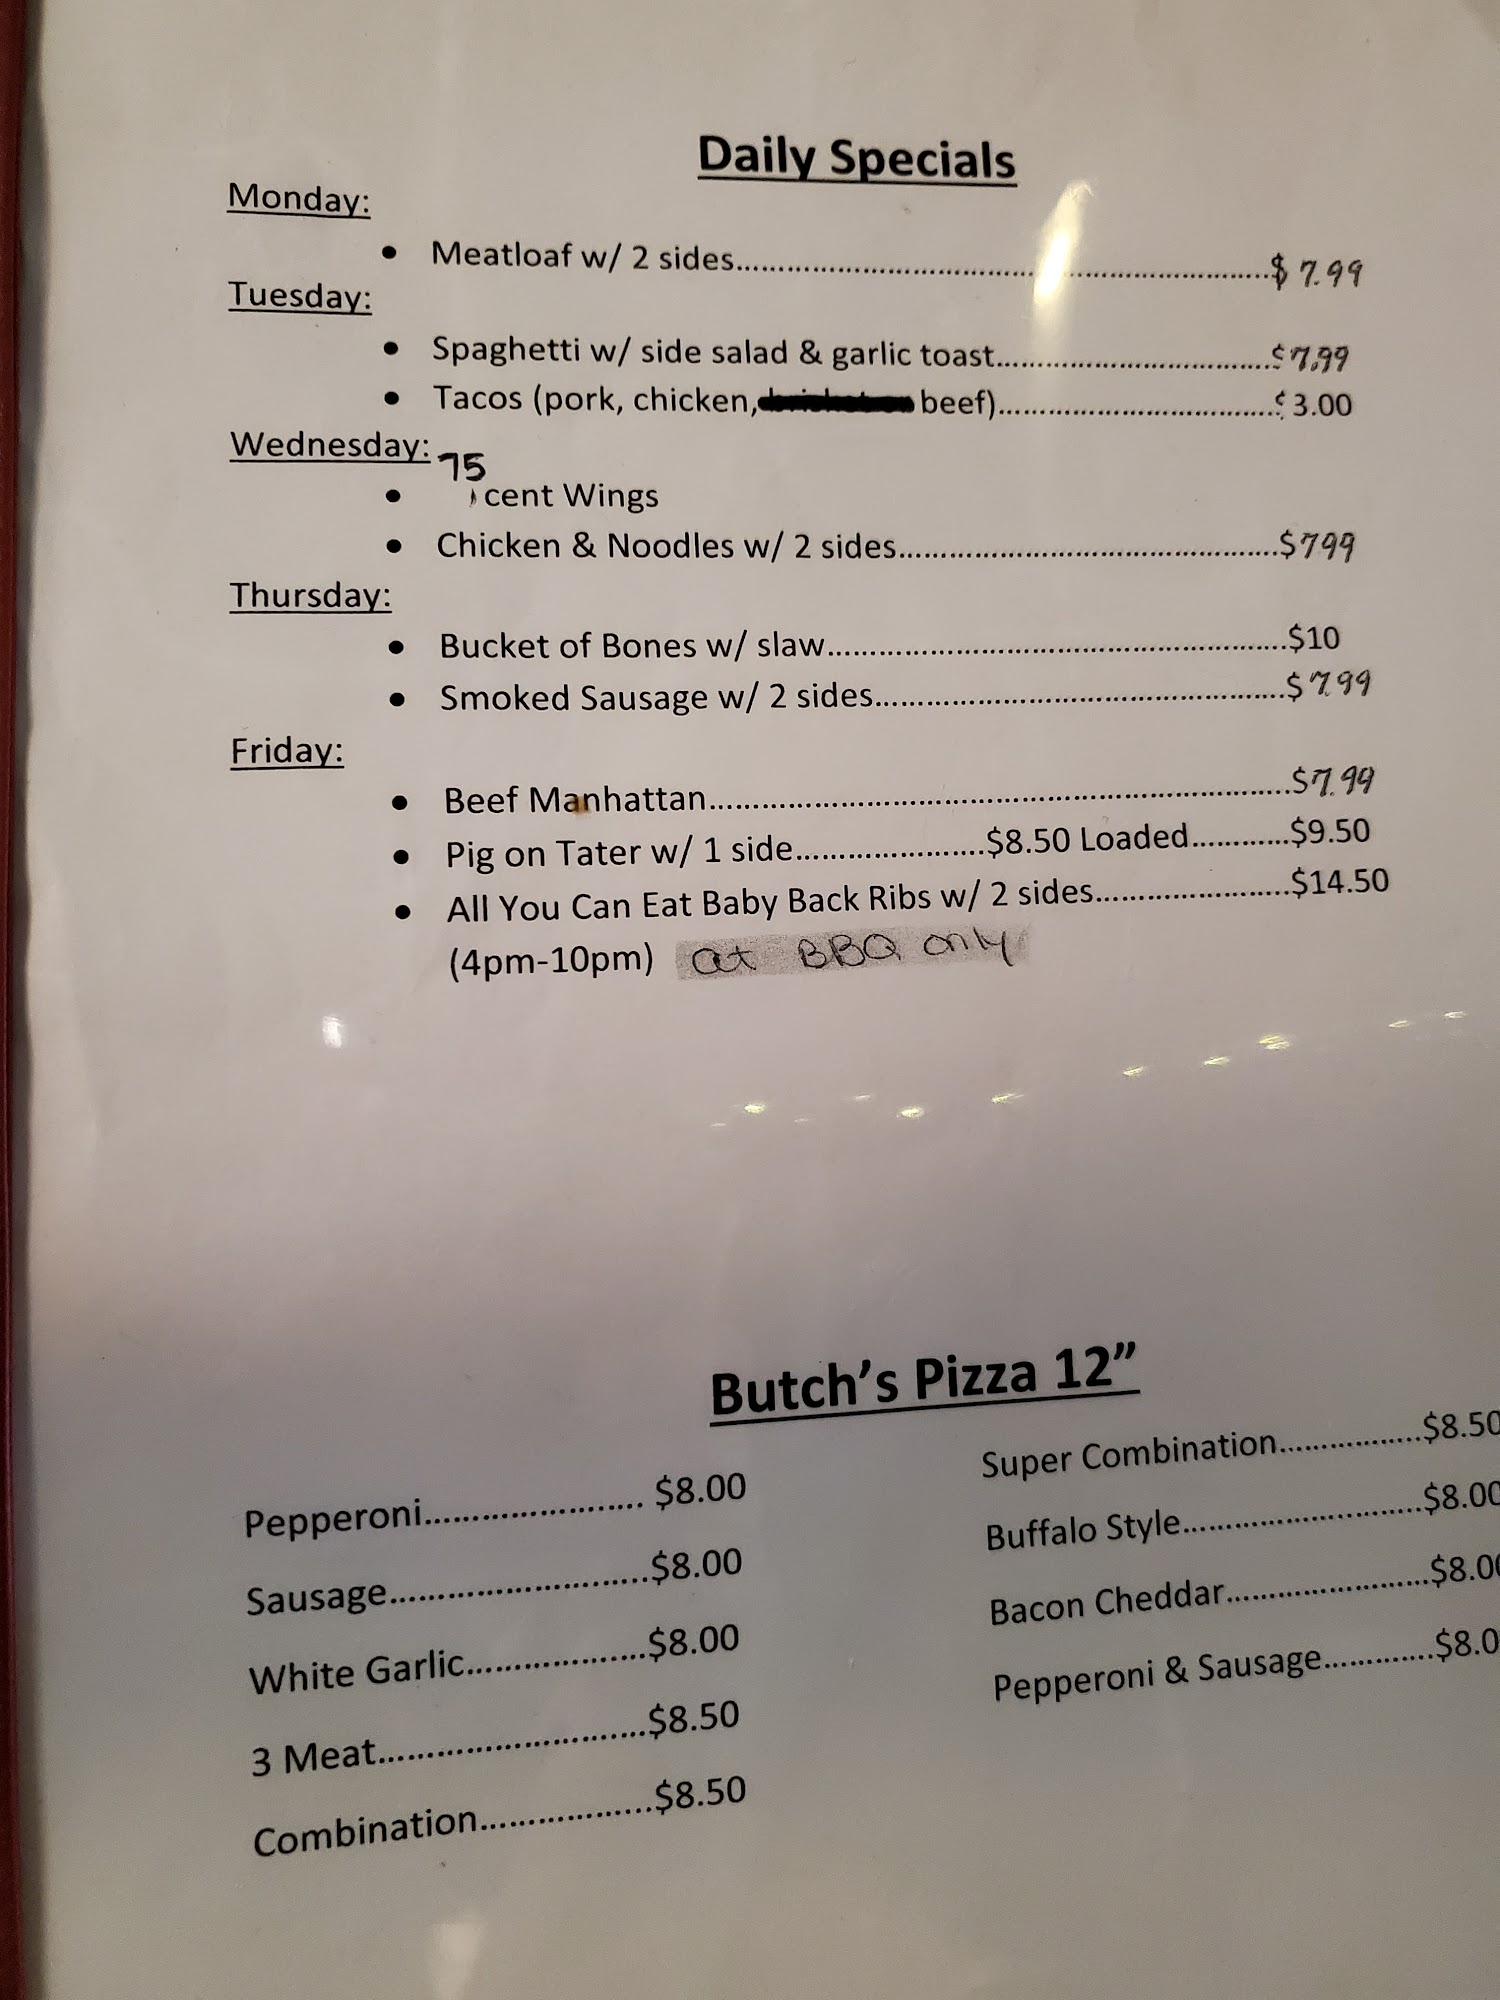 Daily Specials
Monday:
• Meatloaf w/ 2 sides........................................................$ 7.99
Tuesday:
• Spaghetti w/ side salad & garlic toast................................$7.99
• Tacos (pork, chicken, beef)................................$3.00
Wednesday:
• 75 cent Wings
• Chicken & Noodles w/ 2 sides.............................................$799
Thursday:
• Bucket of Bones w/ slaw......................................................$10
• Smoked Sausage w/ 2 sides................................................$7.99
Friday:
• Beef Manhattan....................................................................$7.99
• Pig on Tater w/ 1 side.......................$8.50 Loaded...........$9.50
• All You Can Eat Baby Back Ribs w/ 2 sides.......................$14.50
(4pm-10pm) at BBQ only
Butch's Pizza 12"
Pepperoni....................... $8.00
Sausage............................$8.00
White Garlic...................$8.00
3 Meat............................$8.50
Combination..................$8.50
Super Combination.................$8.50
Buffalo Style.............................$8.00
Bacon Cheddar........................$8.00
Pepperoni & Sausage.............$8.0